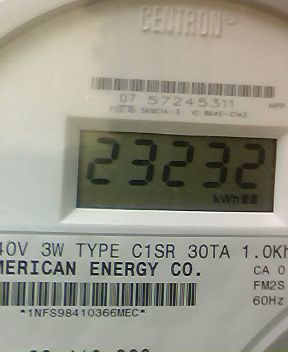 CENTRON®
07 57245311
23232
kWh
40V 3W TYPE C1SR 30TA 1.0Kh
MERICAN ENERGY CO.
CA 0
FM2S
60Hz
*1NFS98410366MEC*